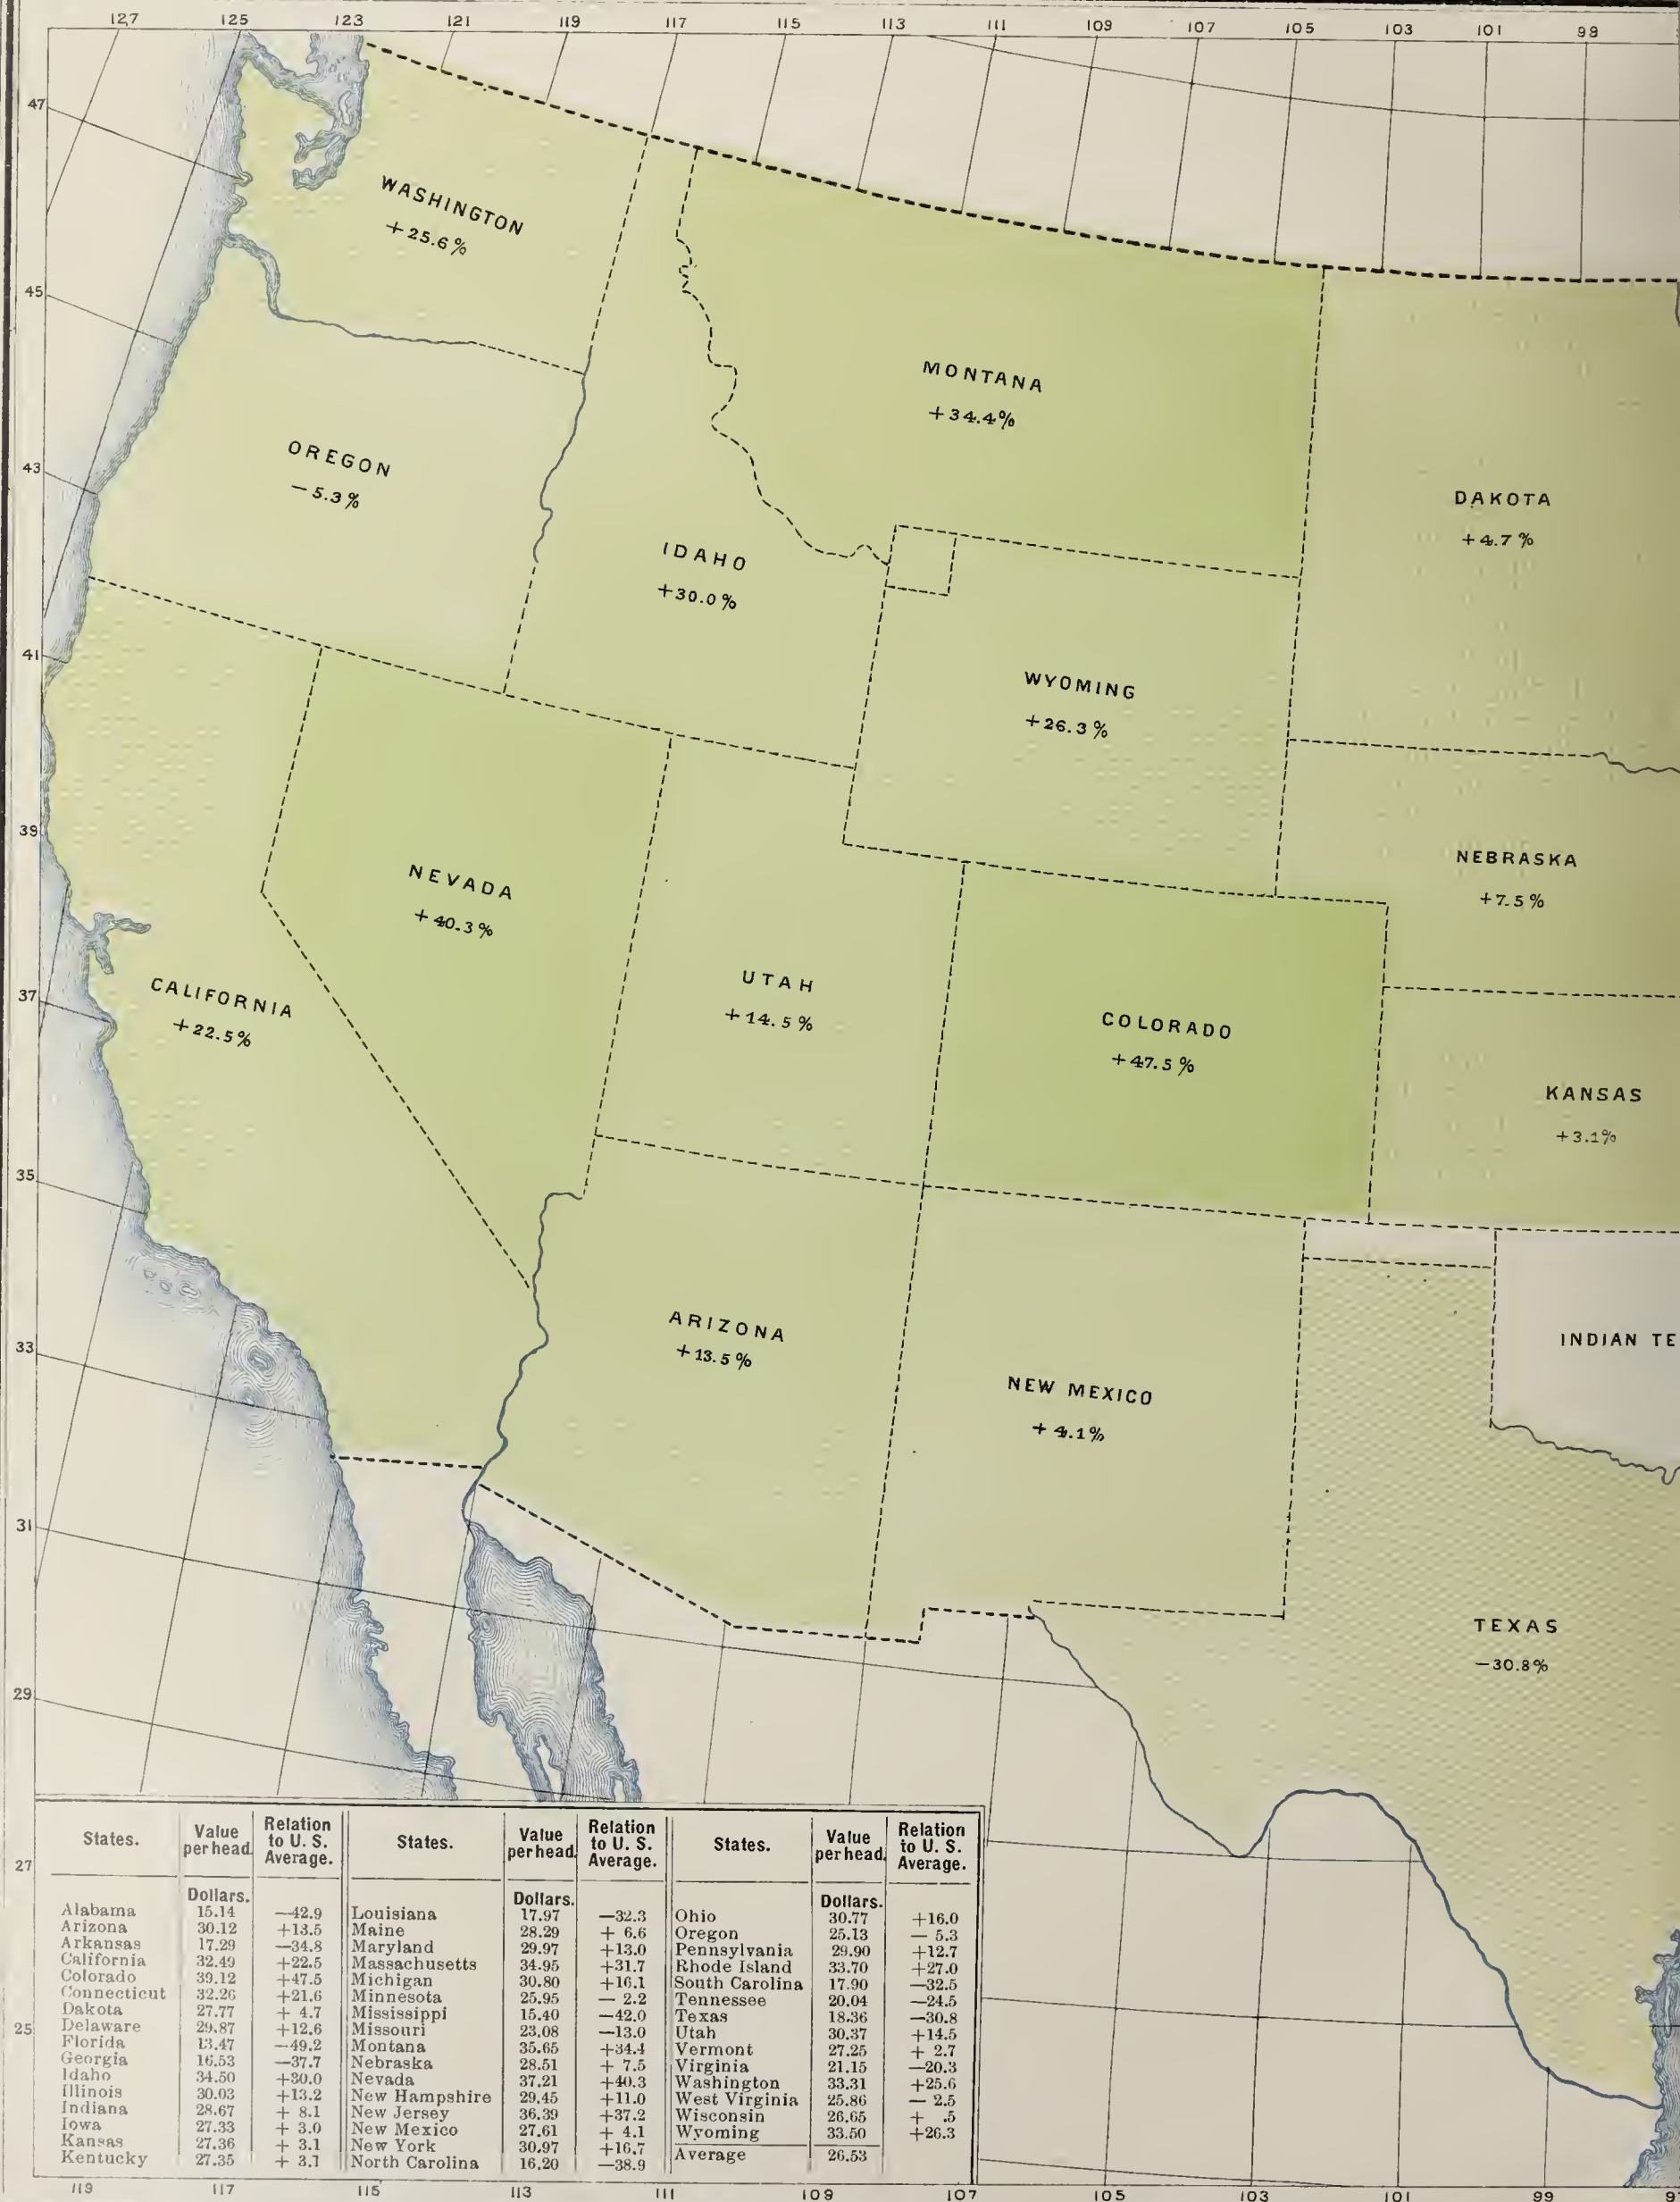 127 125 123 121 119 117 115 113 111 109 107 105 103 101 99
47
45
43
41
39
37
35
33
31
29
27
25
WASHINGTON
+25.6%
MONTANA
+34.4%
OREGON
−5.3%
DAKOTA
+4.7%
IDAHO
+30.0%
WYOMING
+26.3%
NEBRASKA
+7.5%
NEVADA
+40.3%
CALIFORNIA
+22.5%
UTAH
+14.5%
COLORADO
+47.5%
KANSAS
+3.1%
ARIZONA
+13.5%
INDIAN TE
NEW MEXICO
+4.1%
TEXAS
−30.8%
States. Value per head. Relation to U. S. Average. States. Value per head. Relation to U. S. Average. States. Value per head. Relation to U. S. Average.
Dollars. Dollars. Dollars.
Alabama 15.14 —42.9 Louisiana 17.97 —32.3 Ohio 30.77 +16.0
Arizona 30.12 +13.5 Maine 28.29 + 6.6 Oregon 25.13 — 5.3
Arkansas 17.29 —34.8 Maryland 29.97 +13.0 Pennsylvania 29.90 +12.7
California 32.49 +22.5 Massachusetts 34.95 +31.7 Rhode Island 33.70 +27.0
Colorado 39.12 +47.5 Michigan 30.80 +16.1 South Carolina 17.90 —32.5
Connecticut 32.26 +21.6 Minnesota 25.95 — 2.2 Tennessee 20.04 —24.5
Dakota 27.77 + 4.7 Mississippi 15.40 —42.0 Texas 18.36 —30.8
Delaware 29.87 +12.6 Missouri 23.08 —13.0 Utah 30.37 +14.5
Florida 13.47 —49.2 Montana 35.65 +34.4 Vermont 27.25 + 2.7
Georgia 16.53 —37.7 Nebraska 28.51 + 7.5 Virginia 21.15 —20.3
Idaho 34.50 +30.0 Nevada 37.21 +40.3 Washington 33.31 +25.6
Illinois 30.03 +13.2 New Hampshire 29.45 +11.0 West Virginia 25.86 — 2.5
Indiana 28.67 + 8.1 New Jersey 36.39 +37.2 Wisconsin 26.65 + .5
Iowa 27.33 + 3.0 New Mexico 27.61 + 4.1 Wyoming 33.50 +26.3
Kansas 27.36 + 3.1 New York 30.97 +16.7 Average 26.53
Kentucky 27.35 + 3.1 North Carolina 16.20 —38.9
119 117 115 113 111 109 107 105 103 101 99